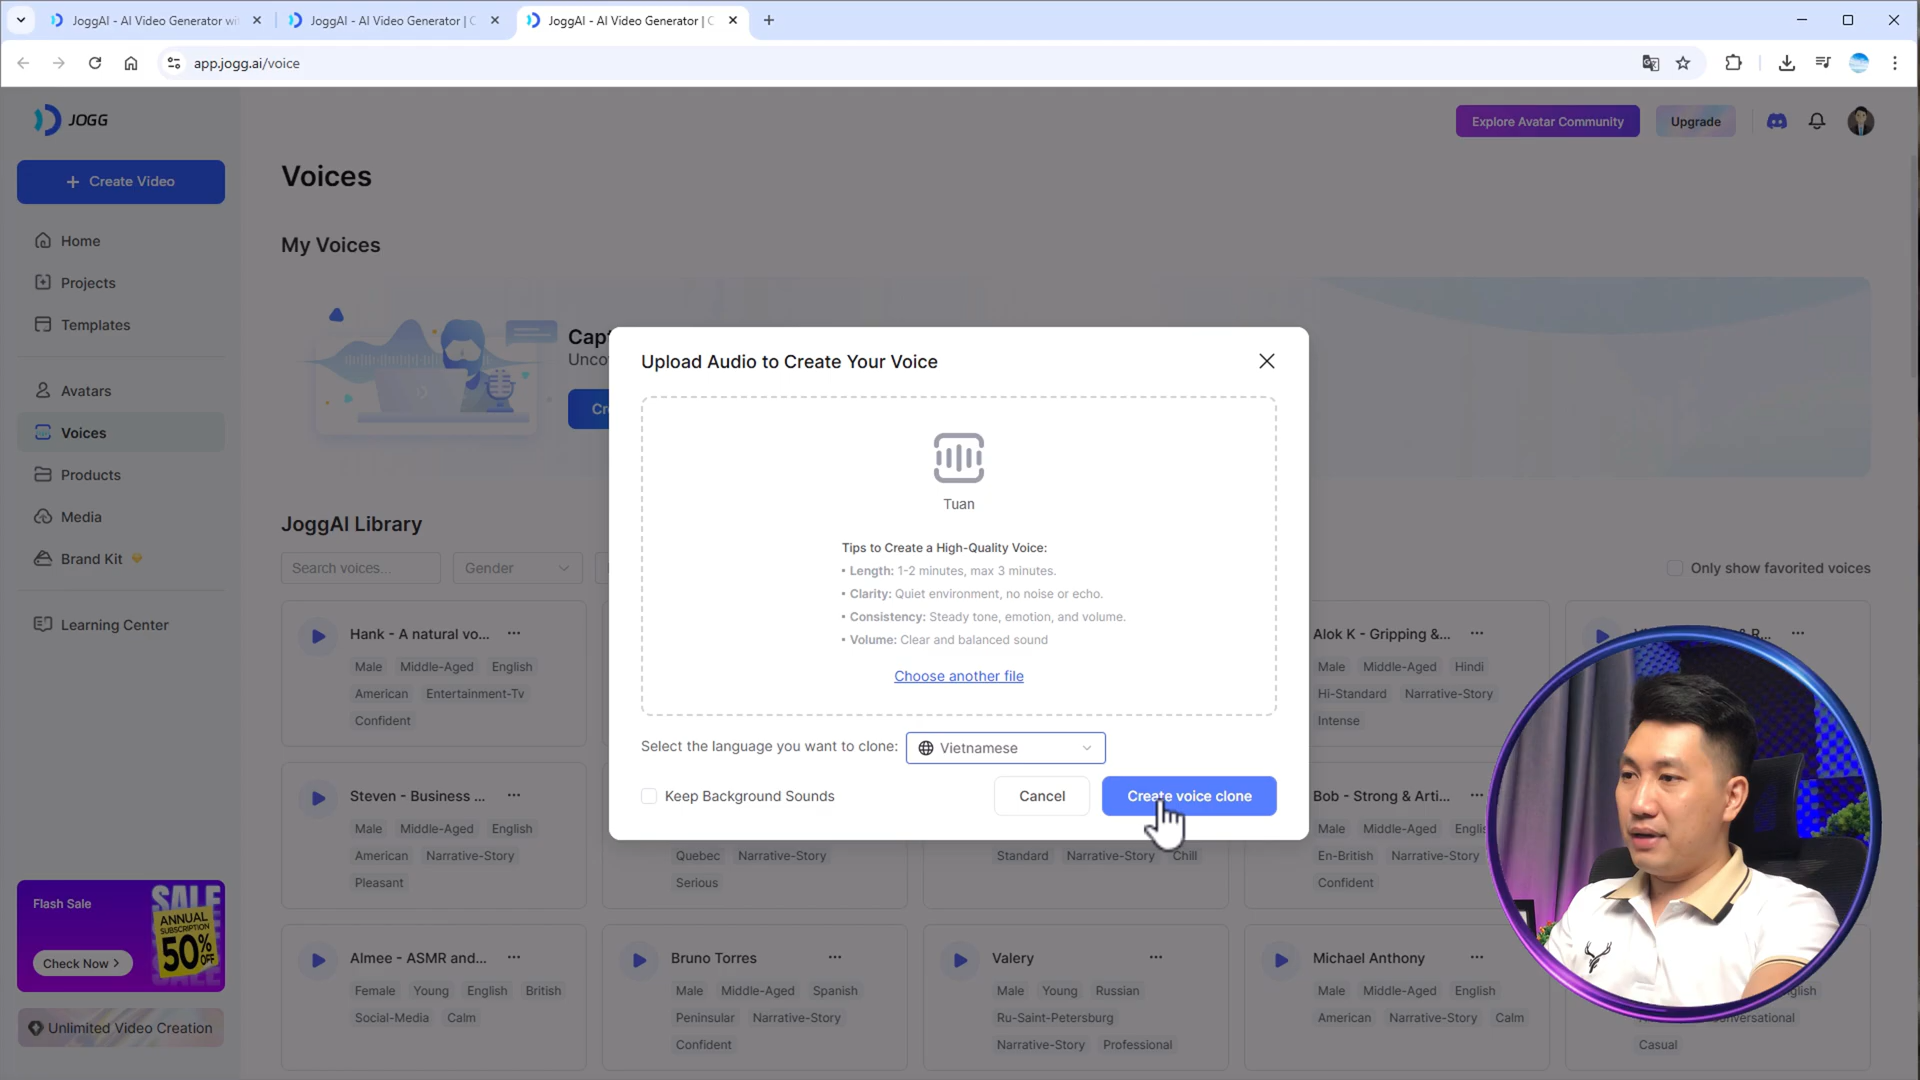 JoggAI - AI Video Generator wi
JoggAI - AI Video Generator | C
JoggAI - AI Video Generator | C
app.jogg.ai/voice
JOGG
Explore Avatar Community
Upgrade
Create Video
Home
Projects
Templates
Avatars
Voices
Products
Media
Brand Kit
Learning Center
Flash Sale
SALE
ANNUAL
SUBSCRIPTION
50%
OFF
Check Now >
Unlimited Video Creation
Voices
My Voices
Cap
Unco
Cr
Upload Audio to Create Your Voice
Tuan
Tips to Create a High-Quality Voice:
• Length: 1-2 minutes, max 3 minutes.
• Clarity: Quiet environment, no noise or echo.
• Consistency: Steady tone, emotion, and volume.
• Volume: Clear and balanced sound
Choose another file
Select the language you want to clone: Vietnamese
Keep Background Sounds
Cancel
Create voice clone
JoggAI Library
Search voices...
Gender
Only show favorited voices
Hank - A natural vo... ...
Male Middle-Aged English
American Entertainment-Tv
Confident
Alok K - Gripping &... ...
Male Middle-Aged Hindi
Hi-Standard Narrative-Story
Intense
Steven - Business ... ...
Male Middle-Aged English
American Narrative-Story
Pleasant
Quebec Narrative-Story
Serious
Standard Narrative-Story Chill
Bob - Strong & Arti... ...
Male Middle-Aged Englis
En-British Narrative-Story
Confident
Almee - ASMR and... ...
Female Young English British
Social-Media Calm
Bruno Torres ...
Male Middle-Aged Spanish
Peninsular Narrative-Story
Confident
Valery ...
Male Young Russian
Ru-Saint-Petersburg
Narrative-Story Professional
Michael Anthony ...
Male Middle-Aged English
American Narrative-Story Calm
Casual